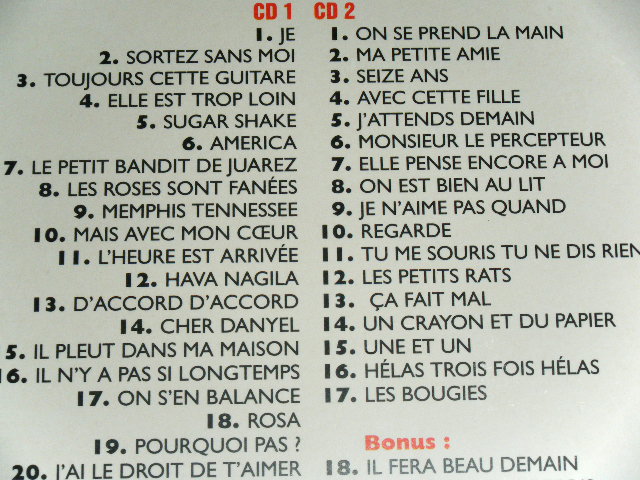 CD 1
1. JE
2. SORTEZ SANS MOI
3. TOUJOURS CETTE GUITARE
4. ELLE EST TROP LOIN
5. SUGAR SHAKE
6. AMERICA
7. LE PETIT BANDIT DE JUAREZ
8. LES ROSES SONT FANÉES
9. MEMPHIS TENNESSEE
10. MAIS AVEC MON CŒUR
11. L'HEURE EST ARRIVÉE
12. HAVA NAGILA
13. D'ACCORD D'ACCORD
14. CHER DANYEL
5. IL PLEUT DANS MA MAISON
16. IL N'Y A PAS SI LONGTEMPS
17. ON S'EN BALANCE
18. ROSA
19. POURQUOI PAS ?
20. J'AI LE DROIT DE T'AIMER
CD 2
1. ON SE PREND LA MAIN
2. MA PETITE AMIE
3. SEIZE ANS
4. AVEC CETTE FILLE
5. J'ATTENDS DEMAIN
6. MONSIEUR LE PERCEPTEUR
7. ELLE PENSE ENCORE A MOI
8. ON EST BIEN AU LIT
9. JE N'AIME PAS QUAND
10. REGARDE
11. TU ME SOURIS TU NE DIS RIEN
12. LES PETITS RATS
13. ÇA FAIT MAL
14. UN CRAYON ET DU PAPIER
15. UNE ET UN
16. HÉLAS TROIS FOIS HÉLAS
17. LES BOUGIES
Bonus :
18. IL FERA BEAU DEMAIN